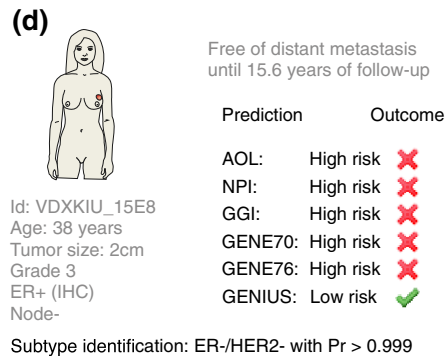 (d)
Free of distant metastasis
until 15.6 years of follow-up
Prediction Outcome
AOL: High risk
NPI: High risk
GGI: High risk
GENE70: High risk
GENE76: High risk
GENIUS: Low risk
Id: VDXKIU_15E8
Age: 38 years
Tumor size: 2cm
Grade 3
ER+ (IHC)
Node-
Subtype identification: ER-/HER2- with Pr > 0.999